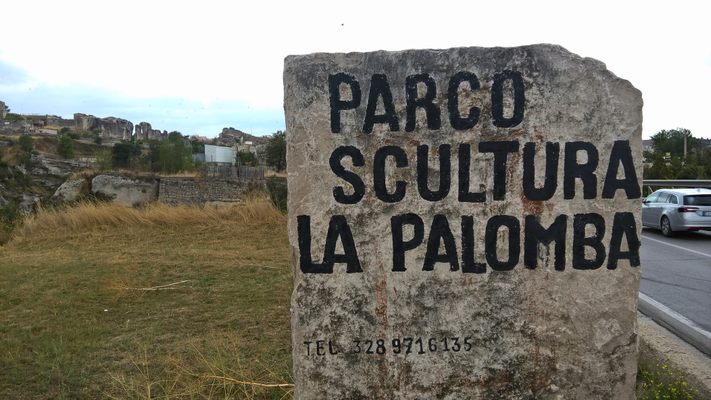 PARCO
SCULTURA
LA PALOMBA
TEL 328 9716135